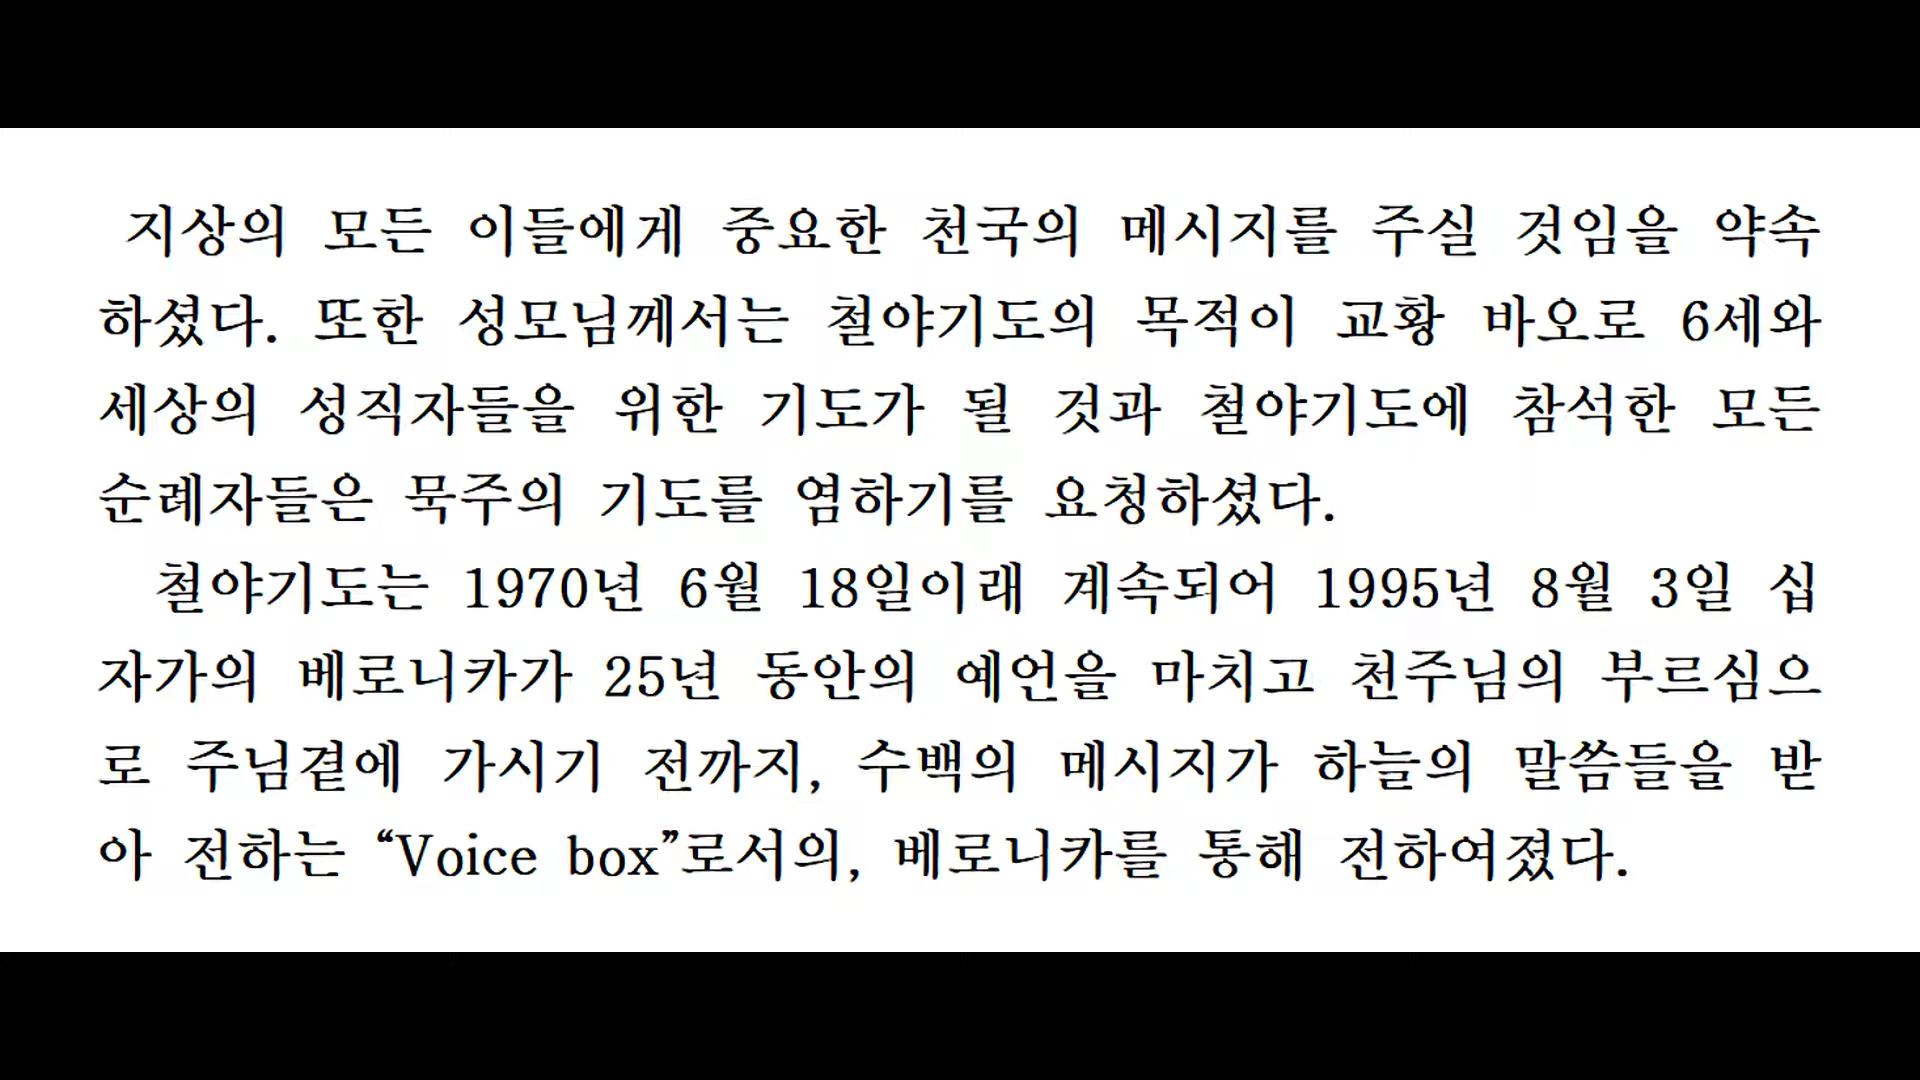 지상의 모든 이들에게 중요한 천국의 메시지를 주실 것임을 약속
하셨다. 또한 성모님께서는 철야기도의 목적이 교황 바오로 6세와
세상의 성직자들을 위한 기도가 될 것과 철야기도에 참석한 모든
순례자들은 묵주의 기도를 염하기를 요청하셨다.
철야기도는 1970년 6월 18일이래 계속되어 1995년 8월 3일 십
자가의 베로니카가 25년 동안의 예언을 마치고 천주님의 부르심으
로 주님곁에 가시기 전까지, 수백의 메시지가 하늘의 말씀들을 받
아 전하는 “Voice box”로서의, 베로니카를 통해 전하여졌다.